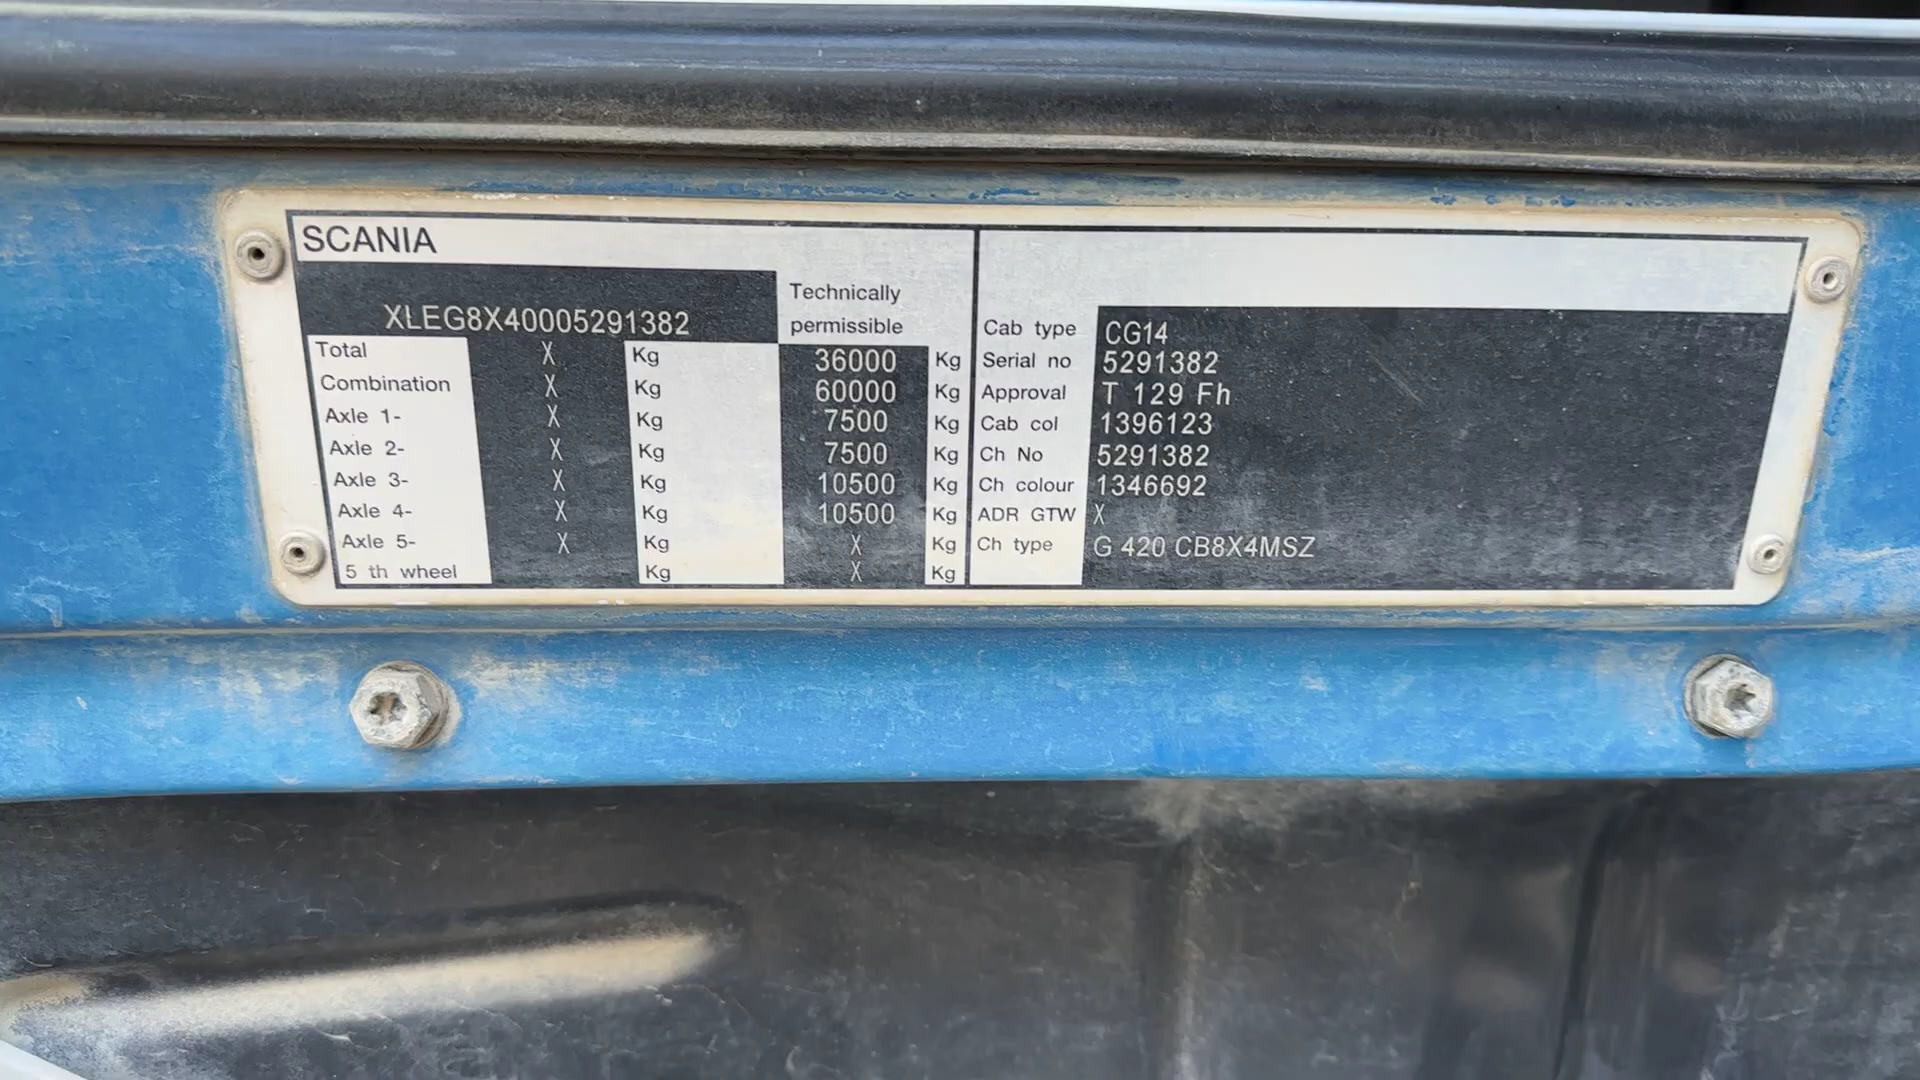 SCANIA
XLEG8X40005291382
Technically
permissible
Total X Kg 36000 Kg
Combination X Kg 60000 Kg
Axle 1- X Kg 7500 Kg
Axle 2- X Kg 7500 Kg
Axle 3- X Kg 10500 Kg
Axle 4- X Kg 10500 Kg
Axle 5- X Kg X Kg
5 th wheel Kg X Kg
Cab type CG14
Serial no 5291382
Approval T 129 Fh
Cab col 1396123
Ch No 5291382
Ch colour 1346692
ADR GTW X
Ch type G 420 CB8X4MSZ